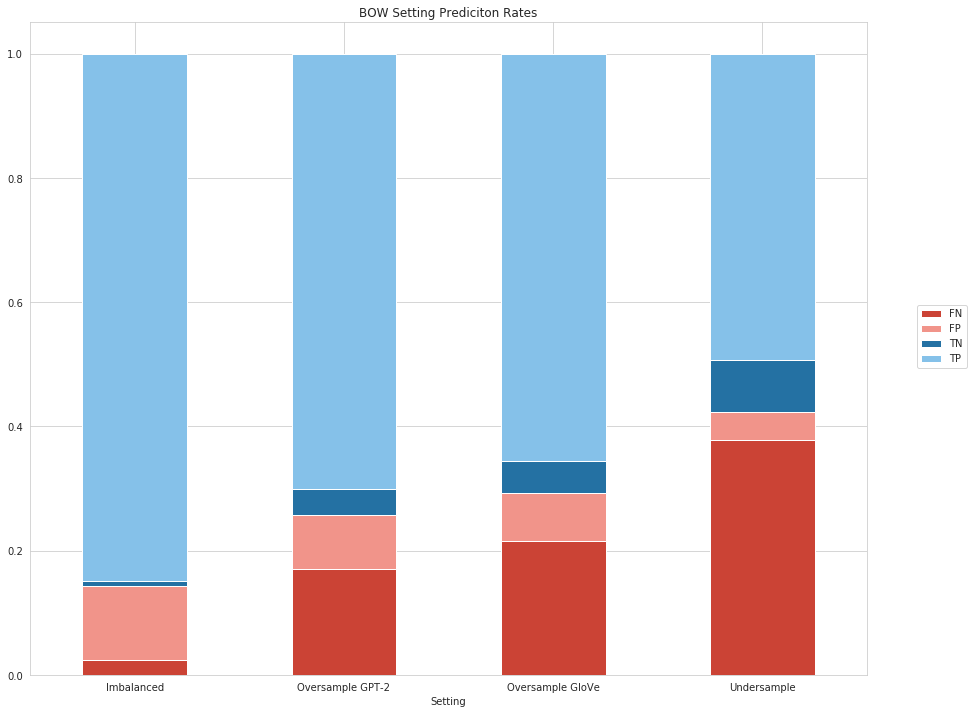 BOW Setting Prediciton Rates
1.0
0.8
0.6
0.4
0.2
0.0
Imbalanced
Oversample GPT-2
Oversample GloVe
Undersample
Setting
FN
FP
TN
TP